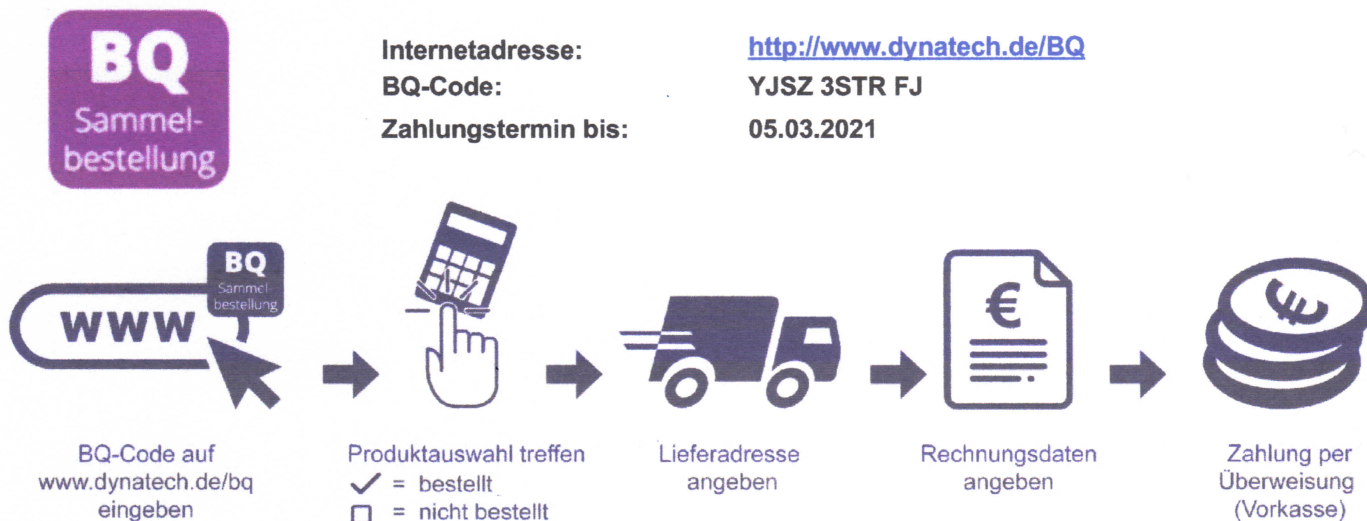 BQ
Sammel-
bestellung
Internetadresse: http://www.dynatech.de/BQ
BQ-Code: YJSZ 3STR FJ
Zahlungstermin bis: 05.03.2021
www
BQ
Sammel-
bestellung
€
€
BQ-Code auf
www.dynatech.de/bq
eingeben
Produktauswahl treffen
✓ = bestellt
☐ = nicht bestellt
Lieferadresse
angeben
Rechnungsdaten
angeben
Zahlung per
Überweisung
(Vorkasse)